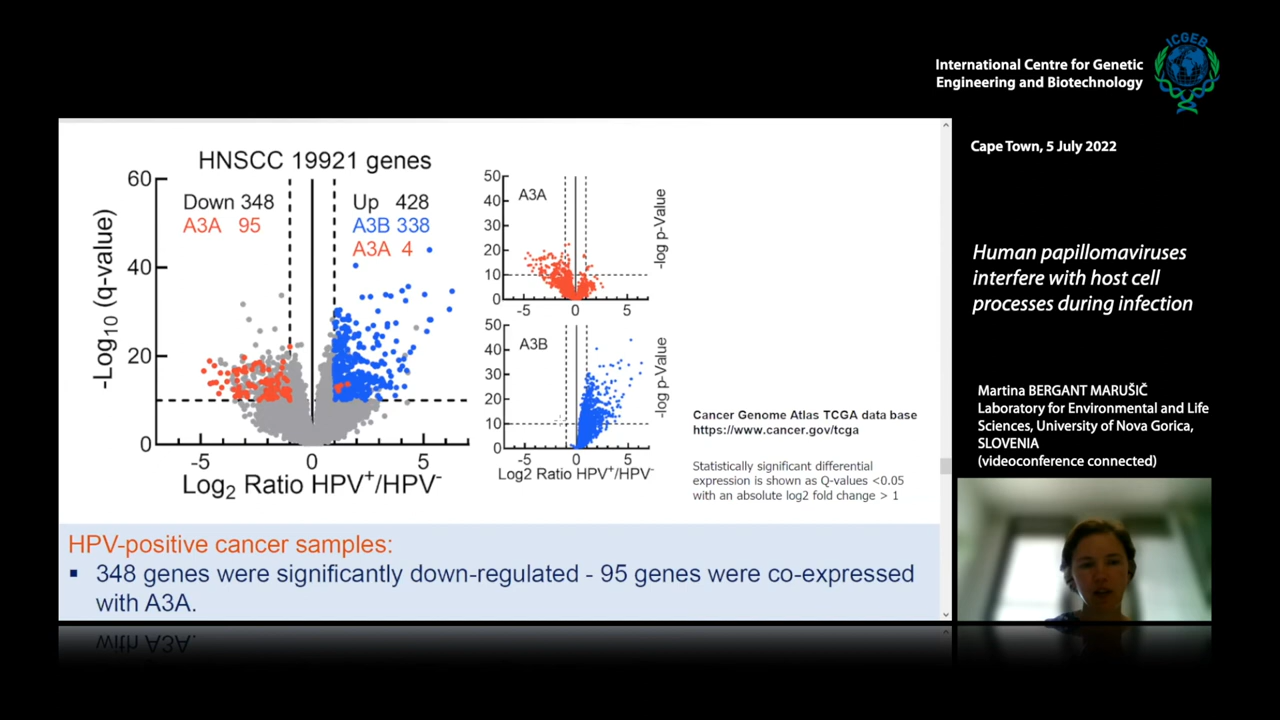 ICGEB
International Centre for Genetic
Engineering and Biotechnology
Cape Town, 5 July 2022
Human papillomaviruses
interfere with host cell
processes during infection
Martina BERGANT MARUŠIČ
Laboratory for Environmental and Life
Sciences, University of Nova Gorica,
SLOVENIA
(videoconference connected)
HNSCC 19921 genes
Down 348
A3A 95
Up 428
A3B 338
A3A 4
-Log10 (q-value)
60
40
20
0
-5 0 5
Log2 Ratio HPV+/HPV-
A3A
50
40
30
20
10
0
-5 0 5
-log p-Value
A3B
50
40
30
20
10
0
-5 0 5
-log p-Value
Log2 Ratio HPV+/HPV-
Cancer Genome Atlas TCGA data base
https://www.cancer.gov/tcga
Statistically significant differential
expression is shown as Q-values <0.05
with an absolute log2 fold change > 1
HPV-positive cancer samples:
▪ 348 genes were significantly down-regulated - 95 genes were co-expressed
with A3A.